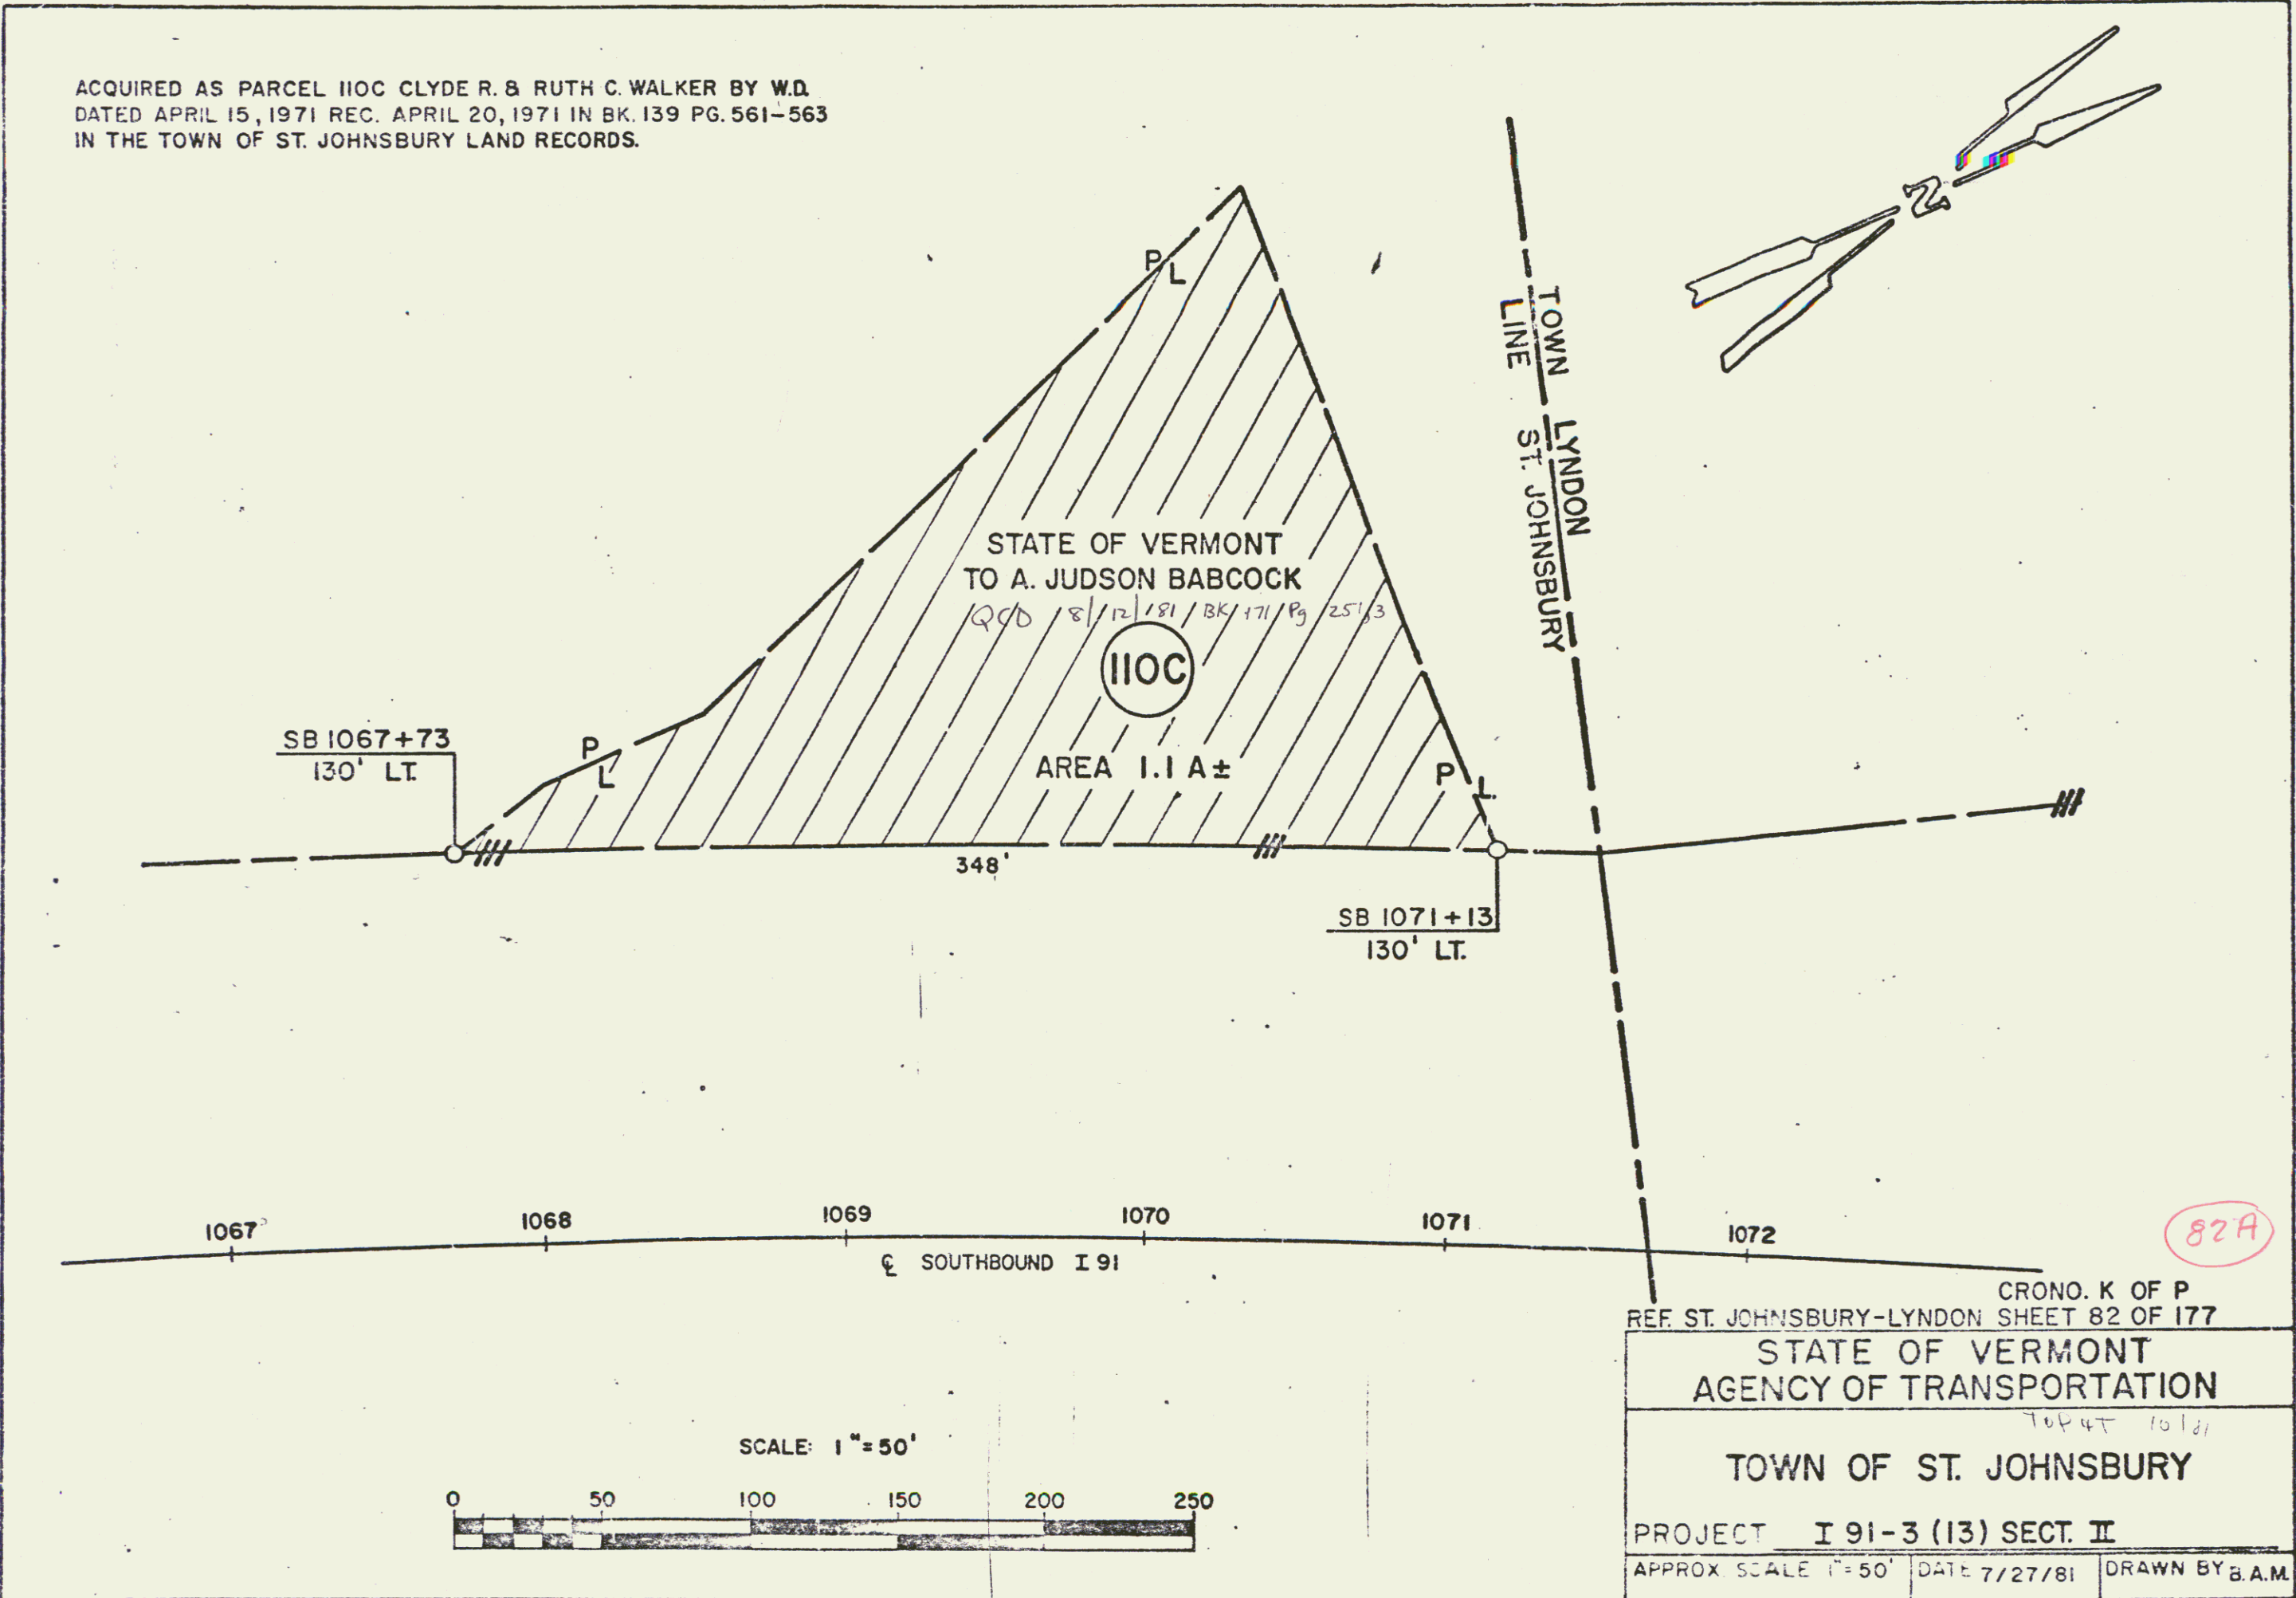 ACQUIRED AS PARCEL 110C CLYDE R. & RUTH C. WALKER BY W.D.
DATED APRIL 15, 1971 REC. APRIL 20, 1971 IN BK. 139 PG. 561-563
IN THE TOWN OF ST. JOHNSBURY LAND RECORDS.
N
P L
TOWN LYNDON
LINE ST. JOHNSBURY
STATE OF VERMONT
TO A. JUDSON BABCOCK
QCD 8/12/81 BK 171 Pg 251,3
110C
SB 1067+73
130' LT.
P L
AREA 1.1 A±
P L.
348'
SB 1071+13
130' LT.
1067 1068 1069 1070 1071 1072
℄ SOUTHBOUND I 91
82A
CRONO. K OF P
REF. ST. JOHNSBURY-LYNDON SHEET 82 OF 177
STATE OF VERMONT
AGENCY OF TRANSPORTATION
10/81
TOWN OF ST. JOHNSBURY
PROJECT I 91-3 (13) SECT. II
APPROX. SCALE 1"=50' DATE 7/27/81 DRAWN BY B.A.M.
SCALE: 1"=50'
0 50 100 150 200 250